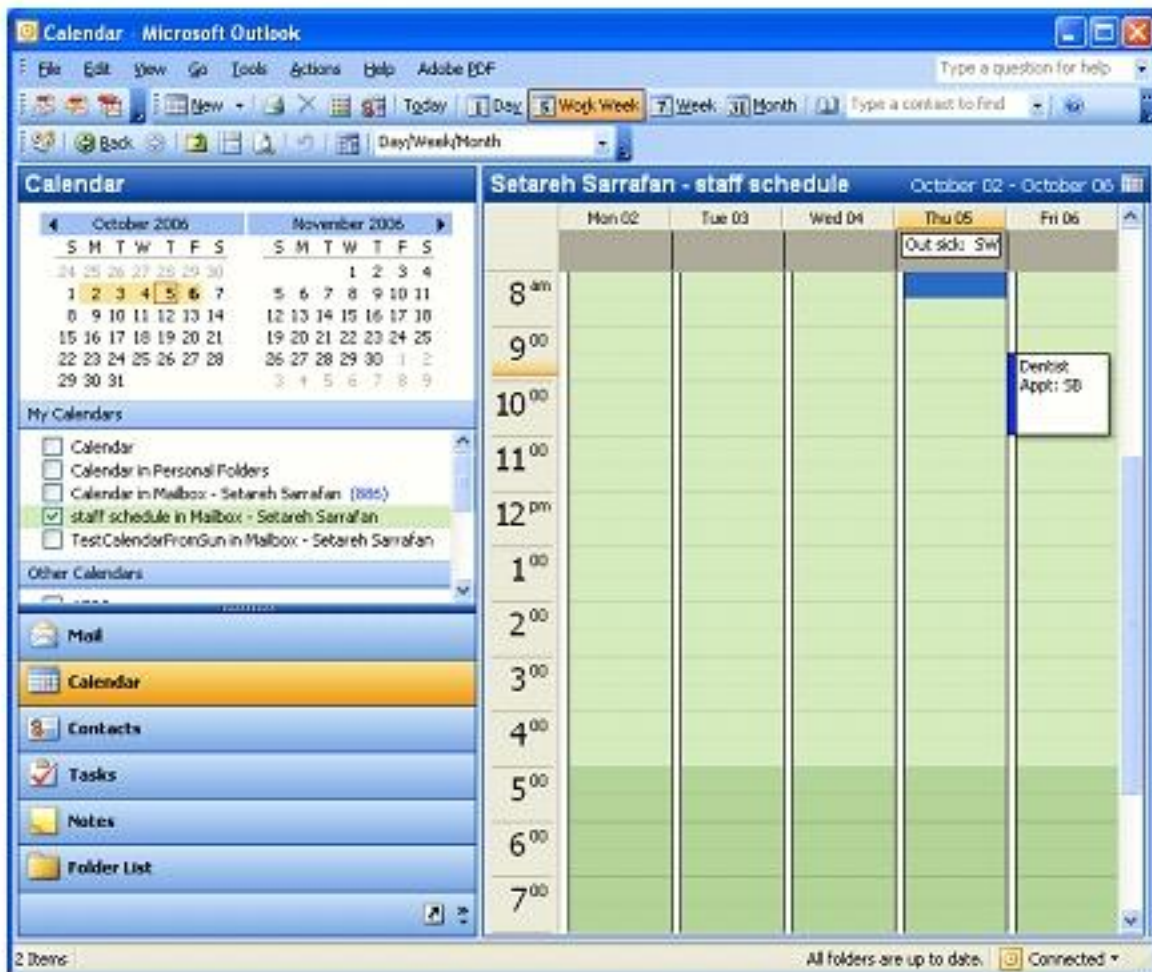 Calendar - Microsoft Outlook
File Edit View Go Tools Actions Help Adobe PDF Type a question for help
New Today 1 Day 5 Work Week 7 Week 31 Month Type a contact to find
Back Day/Week/Month
Calendar
October 2006 November 2006
S M T W T F S S M T W T F S
24 25 26 27 28 29 30 1 2 3 4
1 2 3 4 5 6 7 5 6 7 8 9 10 11
8 9 10 11 12 13 14 12 13 14 15 16 17 18
15 16 17 18 19 20 21 19 20 21 22 23 24 25
22 23 24 25 26 27 28 26 27 28 29 30 1 2
29 30 31 3 4 5 6 7 8 9
My Calendars
Calendar
Calendar in Personal Folders
Calendar in Mailbox - Setareh Sarrafan (886)
staff schedule in Mailbox - Setareh Sarrafan
TestCalendarFromSun in Mailbox - Setareh Sarrafan
Other Calendars
Mail
Calendar
Contacts
Tasks
Notes
Folder List
Setareh Sarrafan - staff schedule October 02 - October 06
Mon 02 Tue 03 Wed 04 Thu 05 Fri 06
Out sick: SW
8 am
9 00
Dentist
Appt: SB
10 00
11 00
12 pm
1 00
2 00
3 00
4 00
5 00
6 00
7 00
2 Items All folders are up to date. Connected